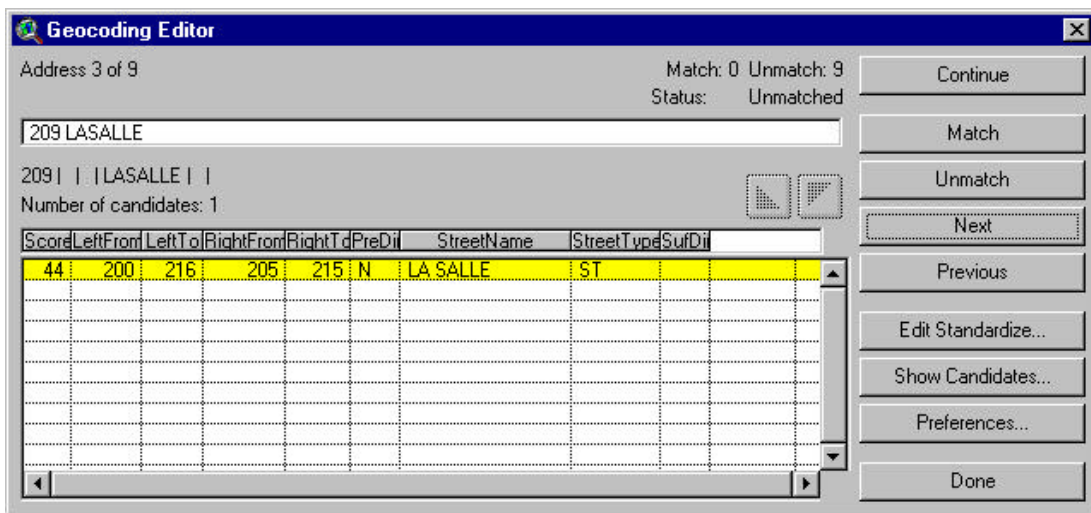 Geocoding Editor
Address 3 of 9
Match: 0 Unmatch: 9
Status: Unmatched
209 LASALLE
209 | | | LASALLE | |
Number of candidates: 1
Score LeftFrom LeftTo RightFrom RightTo PreDir StreetName StreetType SufDir
44 200 216 205 215 N LA SALLE ST
Continue
Match
Unmatch
Next
Previous
Edit Standardize...
Show Candidates...
Preferences...
Done